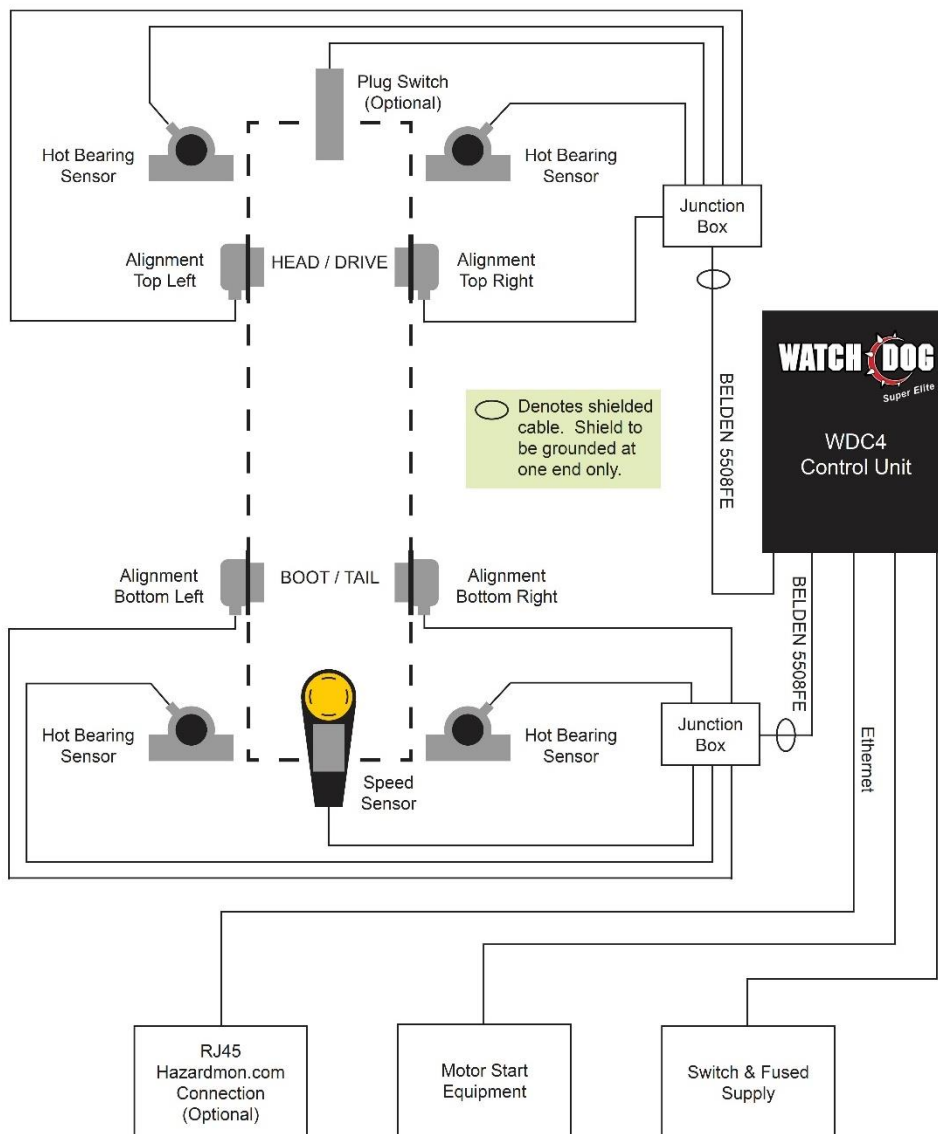 Plug Switch
(Optional)
Hot Bearing
Sensor
Hot Bearing
Sensor
Junction
Box
Alignment
Top Left
HEAD / DRIVE
Alignment
Top Right
WATCH DOG
Super Elite
WDC4
Control Unit
BELDEN 5508FE
Denotes shielded
cable. Shield to
be grounded at
one end only.
Alignment
Bottom Left
BOOT / TAIL
Alignment
Bottom Right
BELDEN 5508FE
Hot Bearing
Sensor
Hot Bearing
Sensor
Junction
Box
Ethernet
Speed
Sensor
RJ45
Hazardmon.com
Connection
(Optional)
Motor Start
Equipment
Switch & Fused
Supply